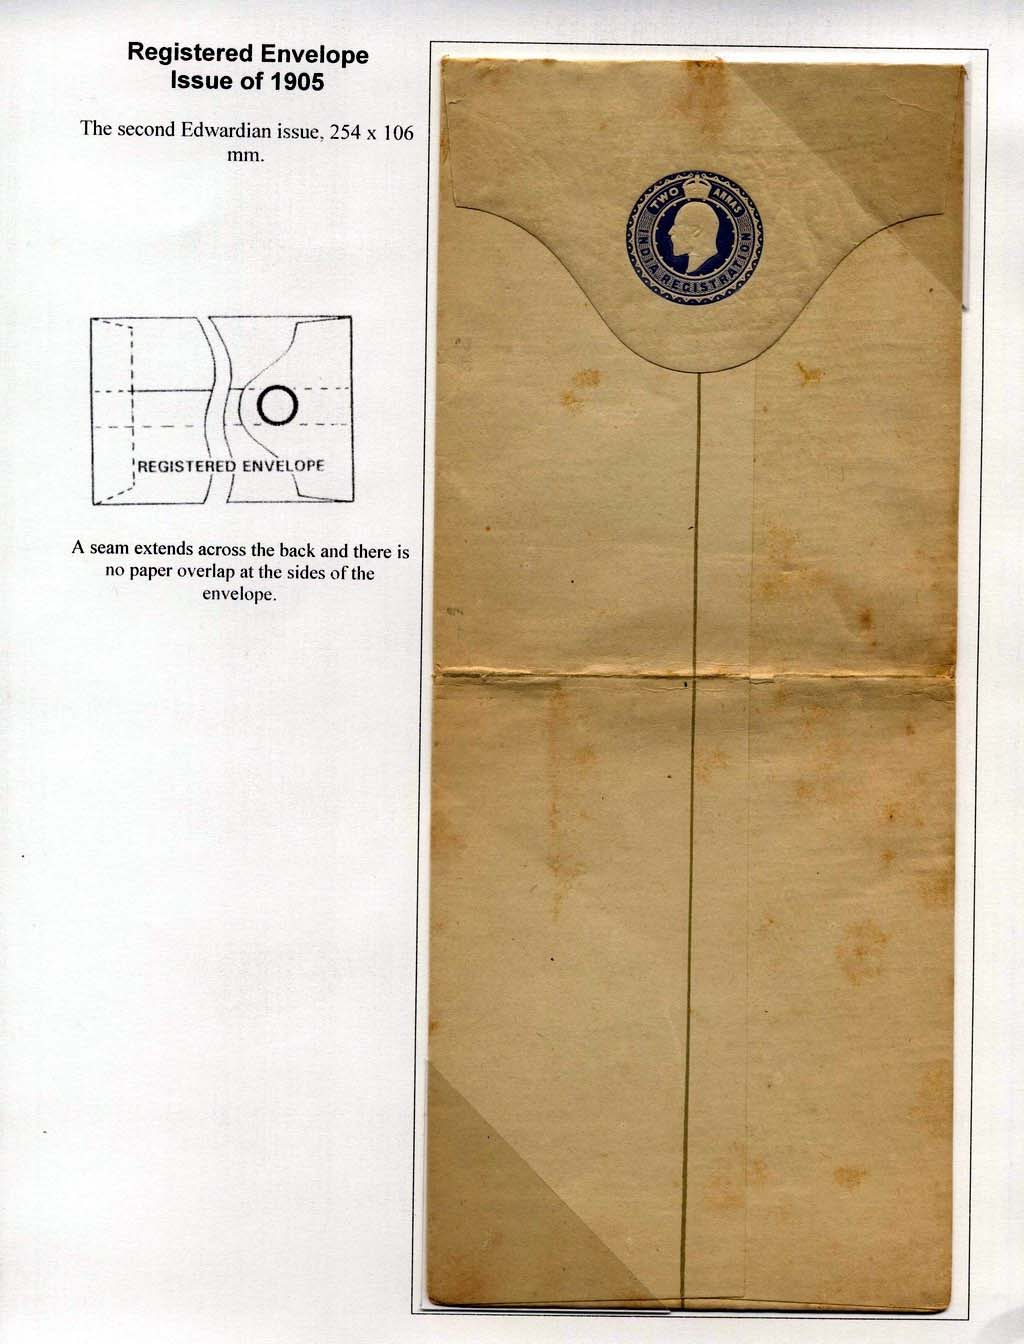 Registered Envelope
Issue of 1905
The second Edwardian issue, 254 x 106
mm.
TWO ANNAS
INDIA REGISTRATION
REGISTERED ENVELOPE
A seam extends across the back and there is
no paper overlap at the sides of the
envelope.